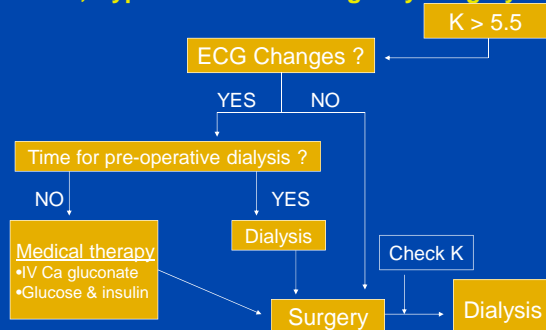 K > 5.5
ECG Changes ?
YES NO
Time for pre-operative dialysis ?
NO YES
Medical therapy
•IV Ca gluconate
•Glucose & insulin
Dialysis
Check K
Surgery
Dialysis